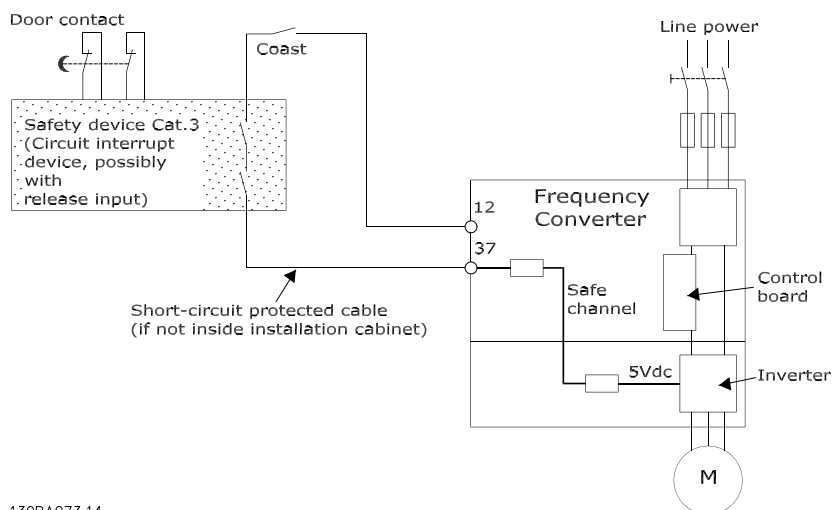 Door contact
Coast
Line power
Safety device Cat.3
(Circuit interrupt
device, possibly
with
release input)
12
Frequency
Converter
37
Safe
channel
Control
board
Short-circuit protected cable
(if not inside installation cabinet)
5Vdc
Inverter
M